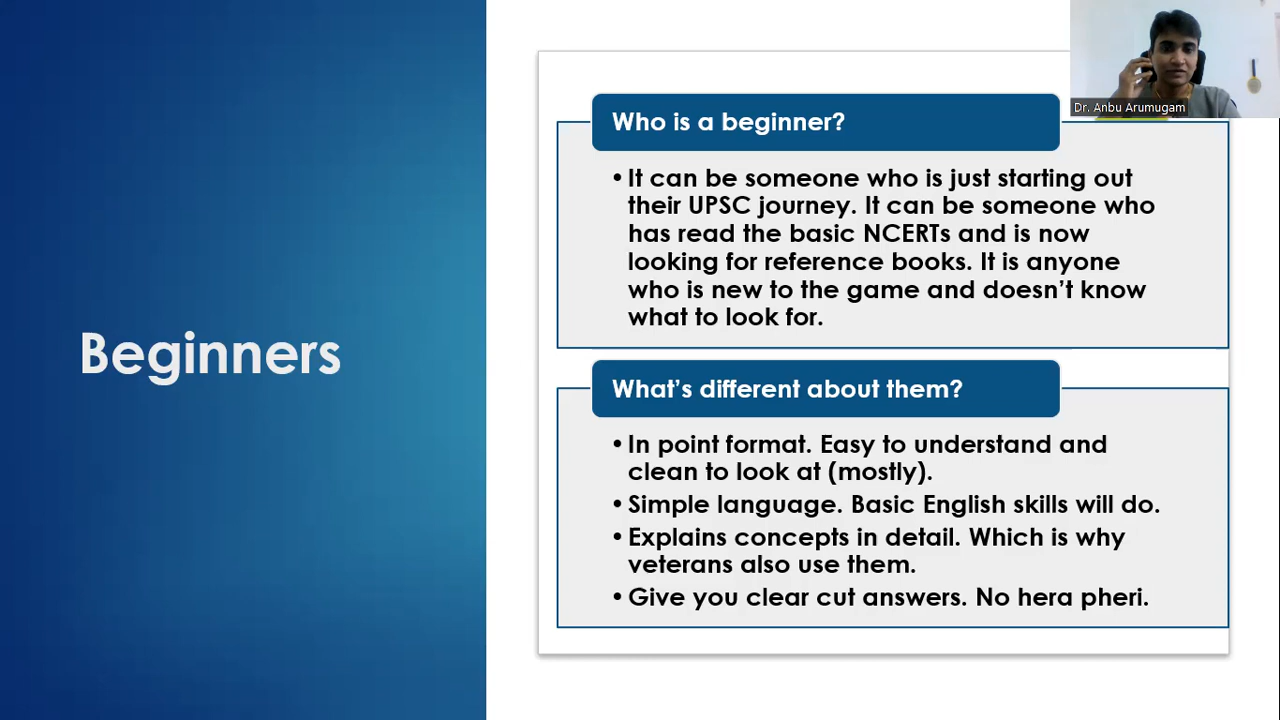 Beginners
Who is a beginner?
• It can be someone who is just starting out
their UPSC journey. It can be someone who
has read the basic NCERTs and is now
looking for reference books. It is anyone
who is new to the game and doesn’t know
what to look for.
What’s different about them?
• In point format. Easy to understand and
clean to look at (mostly).
• Simple language. Basic English skills will do.
• Explains concepts in detail. Which is why
veterans also use them.
• Give you clear cut answers. No hera pheri.
Dr. Anbu Arumugam